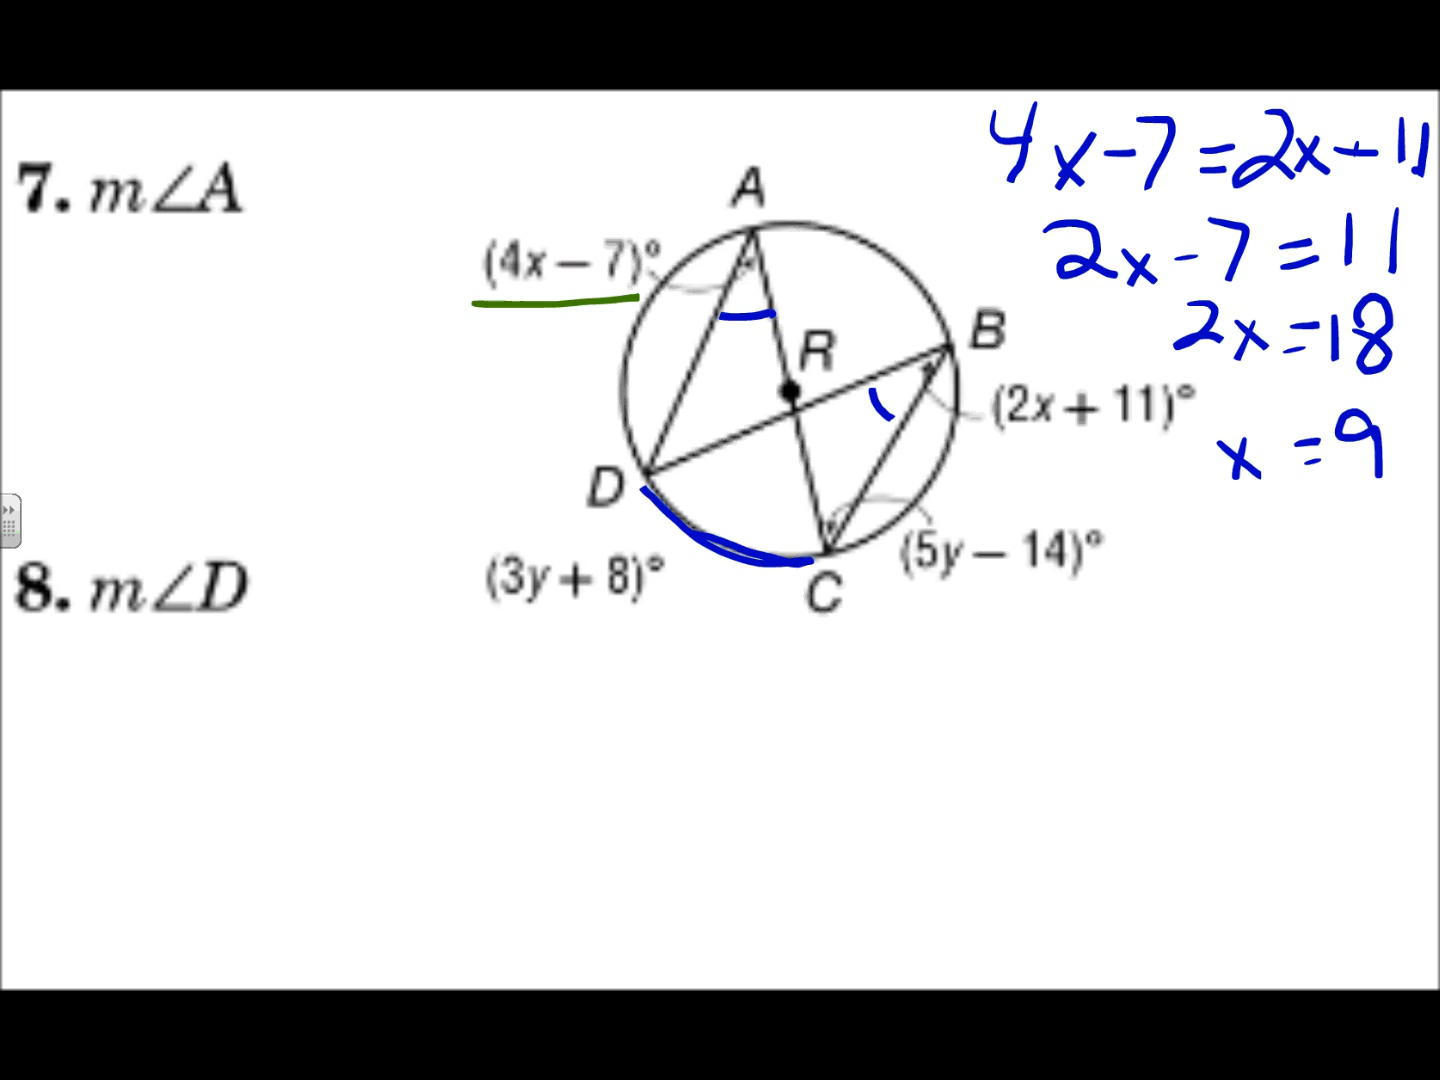 7. m∠A
4x-7=2x+11
A
2x-7=11
(4x – 7)°
2x=18
R
B
(2x + 11)°
x=9
D
(5y – 14)°
(3y + 8)°
C
8. m∠D